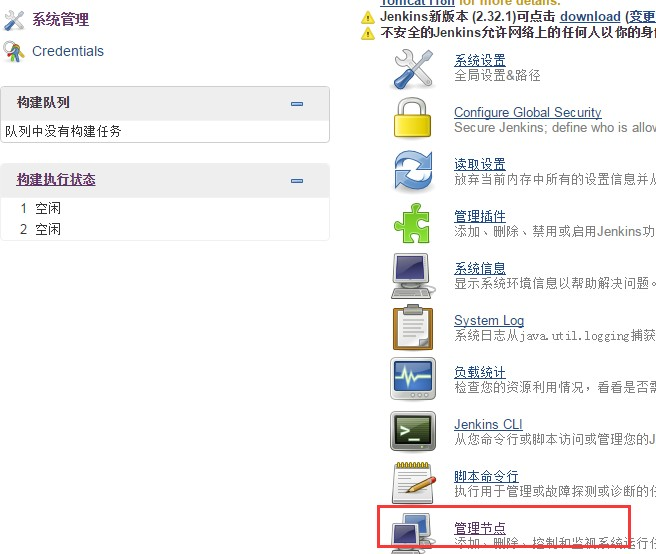 系统管理
Credentials
构建队列
队列中没有构建任务
构建执行状态
1 空闲
2 空闲
for more details.
Jenkins新版本 (2.32.1)可点击 download (变更
不安全的Jenkins允许网络上的任何人以你的身
系统设置
全局设置&路径
Configure Global Security
Secure Jenkins; define who is allow
读取设置
放弃当前内存中所有的设置信息并从
管理插件
添加、删除、禁用或启用Jenkins功
系统信息
显示系统环境信息以帮助解决问题。
System Log
系统日志从java.util.logging捕获
负载统计
检查您的资源利用情况，看看是否需
Jenkins CLI
从您命令行或脚本访问或管理您的J
脚本命令行
执行用于管理或故障探测或诊断的任
管理节点
添加、删除、控制和监视系统运行任